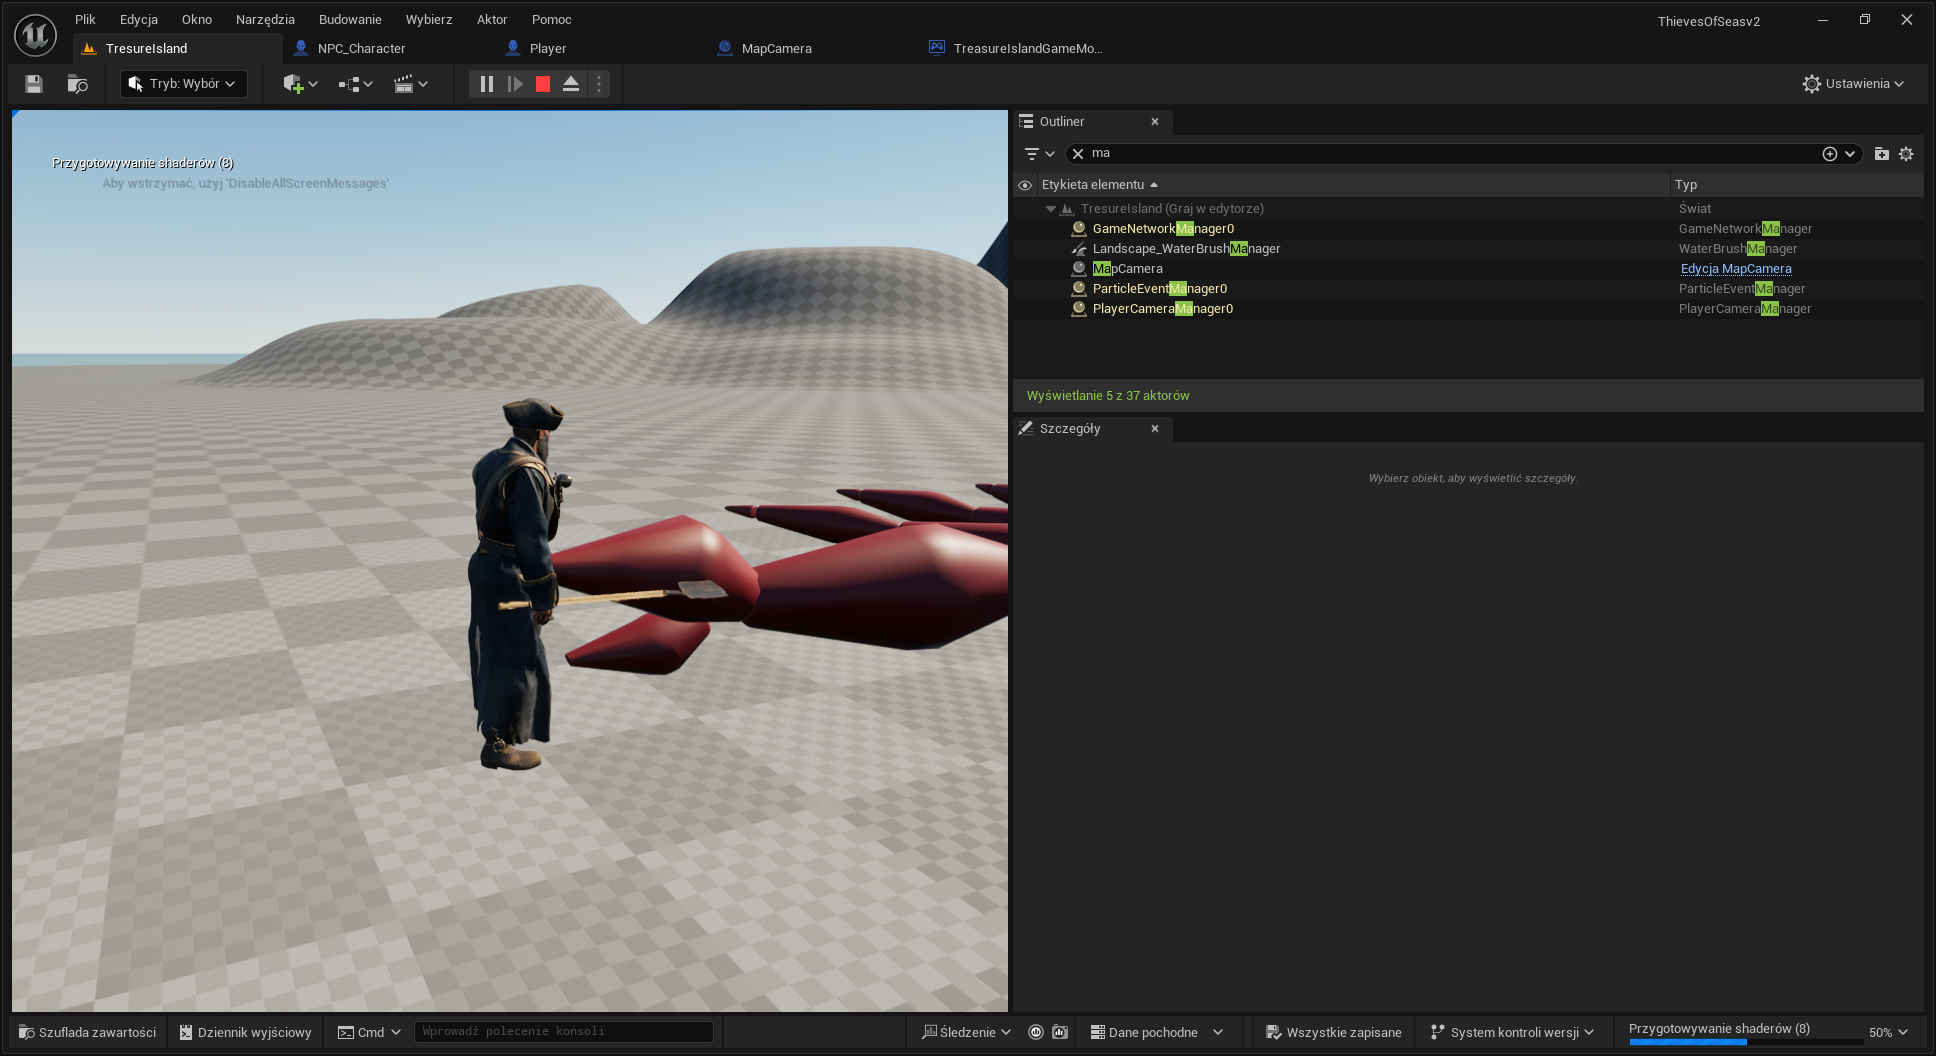 Plik Edycja Okno Narzędzia Budowanie Wybierz Aktor Pomoc
ThievesOfSeasv2
TresureIsland NPC_Character Player MapCamera TreasureIslandGameMo...
Tryb: Wybór
Ustawienia
Przygotowywanie shaderów (8)
Aby wstrzymać, użyj 'DisableAllScreenMessages'
Outliner
ma
Etykieta elementu Typ
TresureIsland (Graj w edytorze) Świat
GameNetworkManager0 GameNetworkManager
Landscape_WaterBrushManager WaterBrushManager
MapCamera Edycja MapCamera
ParticleEventManager0 ParticleEventManager
PlayerCameraManager0 PlayerCameraManager
Wyświetlanie 5 z 37 aktorów
Szczegóły
Wybierz obiekt, aby wyświetlić szczegóły.
Szuflada zawartości Dziennik wyjściowy Cmd Wprowadź polecenie konsoli Śledzenie Dane pochodne Wszystkie zapisane System kontroli wersji Przygotowywanie shaderów (8) 50%